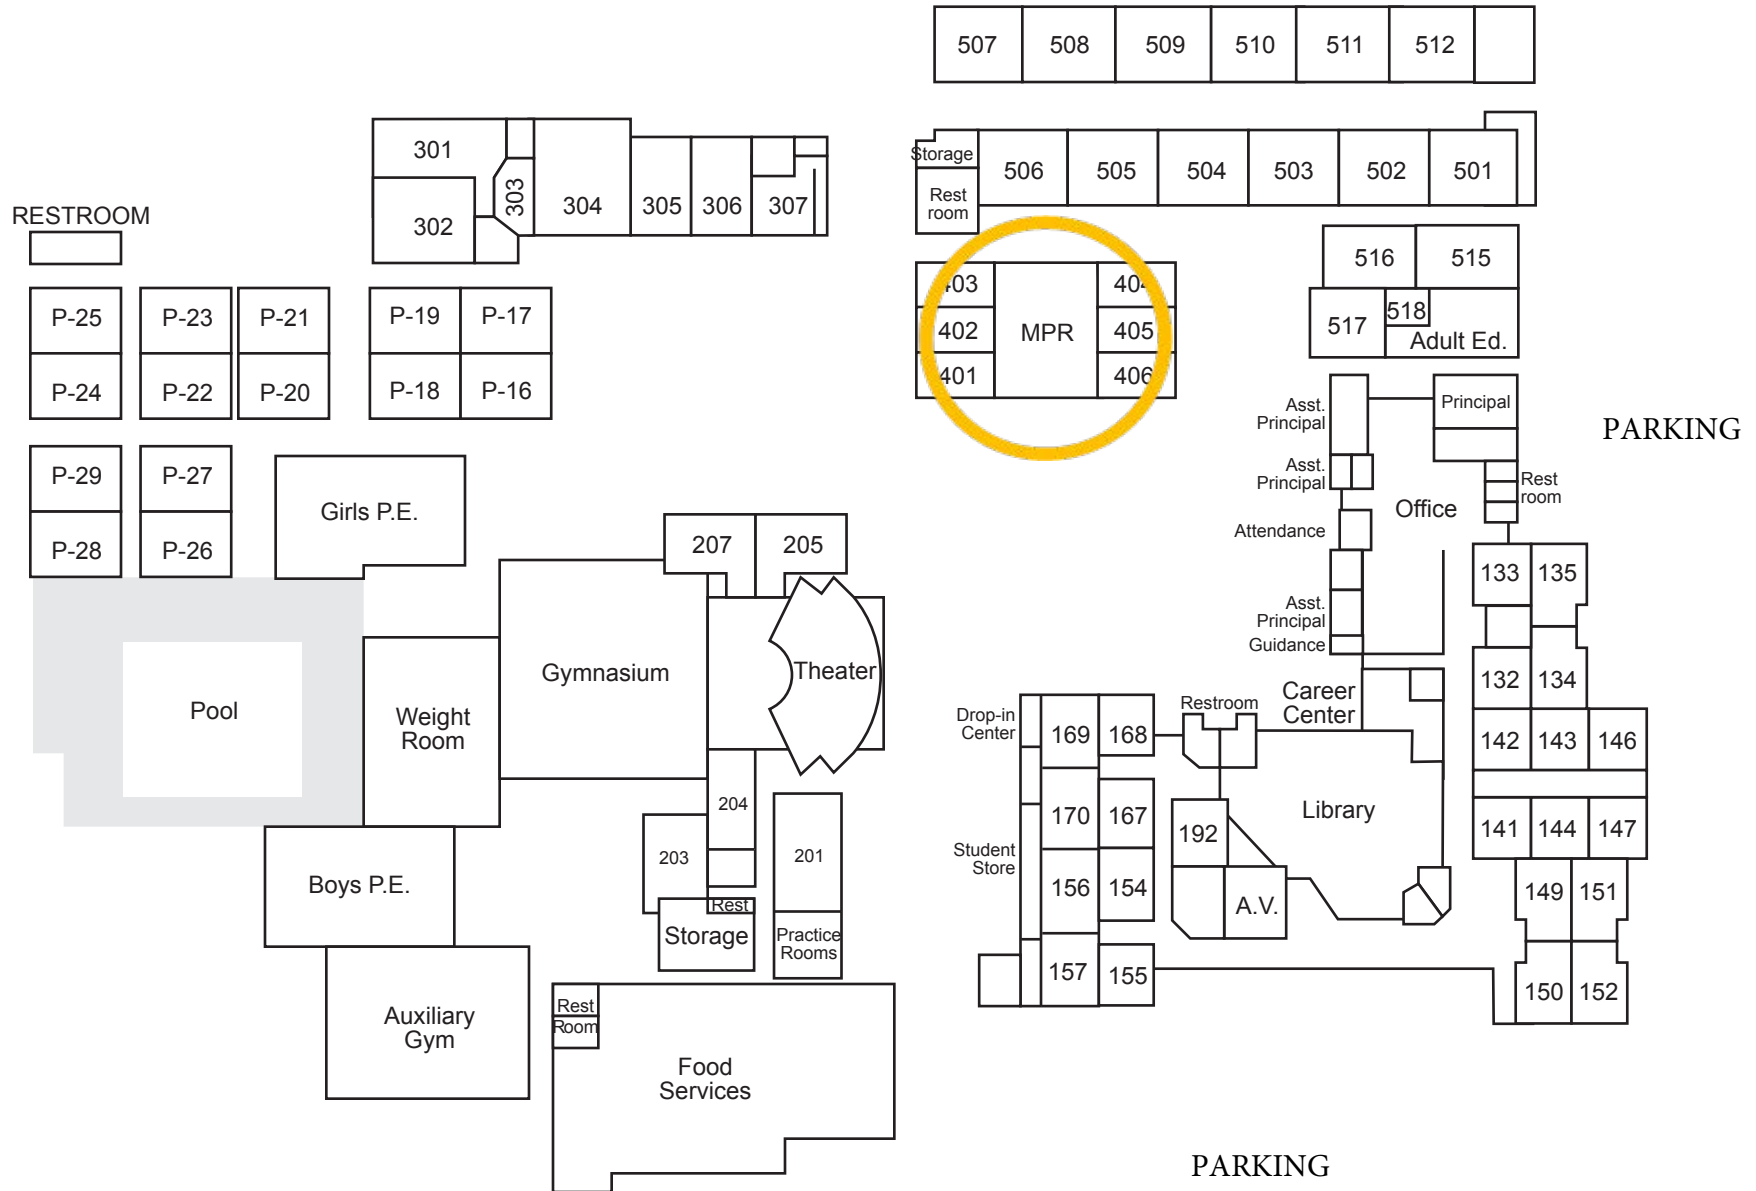 507 508 509 510 511 512
301
303
304 305 306 307
302
Storage
Rest
room
506 505 504 503 502 501
RESTROOM
516 515
517 518
Adult Ed.
403 404
402 MPR 405
401 406
P-25 P-23 P-21 P-19 P-17
P-24 P-22 P-20 P-18 P-16
P-29 P-27
P-28 P-26
Girls P.E.
Asst.
Principal
Principal
PARKING
Asst.
Principal
Rest
room
Office
Attendance
207 205
133 135
Asst.
Principal
Guidance
Gymnasium
Theater
Pool
Weight
Room
132 134
Career
Center
Restroom
Drop-in
Center
169 168
142 143 146
204
170 167
192
Library
141 144 147
203
201
Student
Store
156 154
A.V.
149 151
Boys P.E.
Rest
Storage
Practice
Rooms
157 155
150 152
Auxiliary
Gym
Rest
Room
Food
Services
PARKING